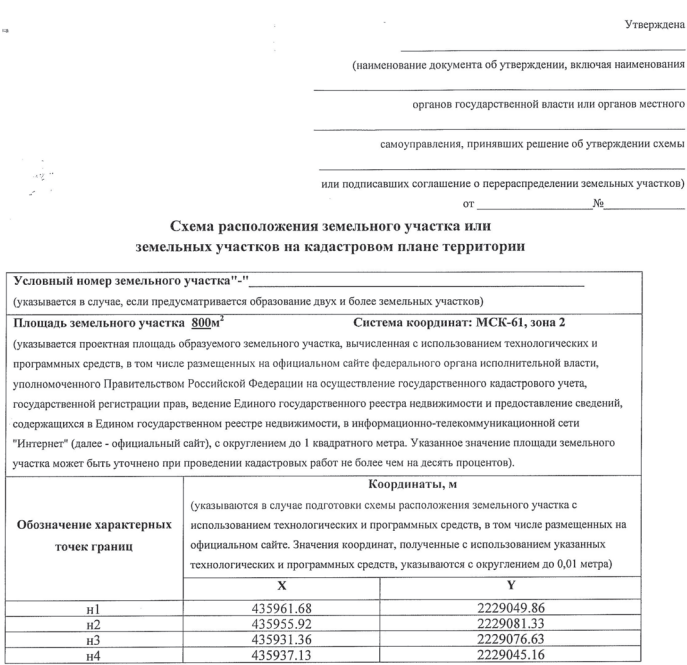 Утверждена
(наименование документа об утверждении, включая наименования
органов государственной власти или органов местного
самоуправления, принявших решение об утверждении схемы
или подписавших соглашение о перераспределении земельных участков)
от ____________ № ____________
Схема расположения земельного участка или
земельных участков на кадастровом плане территории
Условный номер земельного участка"-"
(указывается в случае, если предусматривается образование двух и более земельных участков)
Площадь земельного участка 800м² Система координат: МСК-61, зона 2
(указывается проектная площадь образуемого земельного участка, вычисленная с использованием технологических и
программных средств, в том числе размещенных на официальном сайте федерального органа исполнительной власти,
уполномоченного Правительством Российской Федерации на осуществление государственного кадастрового учета,
государственной регистрации прав, ведение Единого государственного реестра недвижимости и предоставление сведений,
содержащихся в Едином государственном реестре недвижимости, в информационно-телекоммуникационной сети
"Интернет" (далее - официальный сайт), с округлением до 1 квадратного метра. Указанное значение площади земельного
участка может быть уточнено при проведении кадастровых работ не более чем на десять процентов).
Обозначение характерных
точек границ
Координаты, м
(указываются в случае подготовки схемы расположения земельного участка с
использованием технологических и программных средств, в том числе размещенных на
официальном сайте. Значения координат, полученные с использованием указанных
технологических и программных средств, указываются с округлением до 0,01 метра)
X Y
н1 435961.68 2229049.86
н2 435955.92 2229081.33
н3 435931.36 2229076.63
н4 435937.13 2229045.16